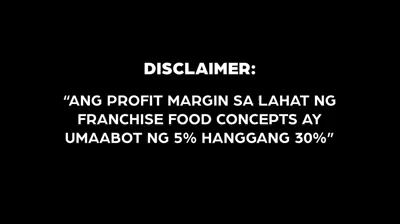 DISCLAIMER:
“ANG PROFIT MARGIN SA LAHAT NG
FRANCHISE FOOD CONCEPTS AY
UMAABOT NG 5% HANGGANG 30%”